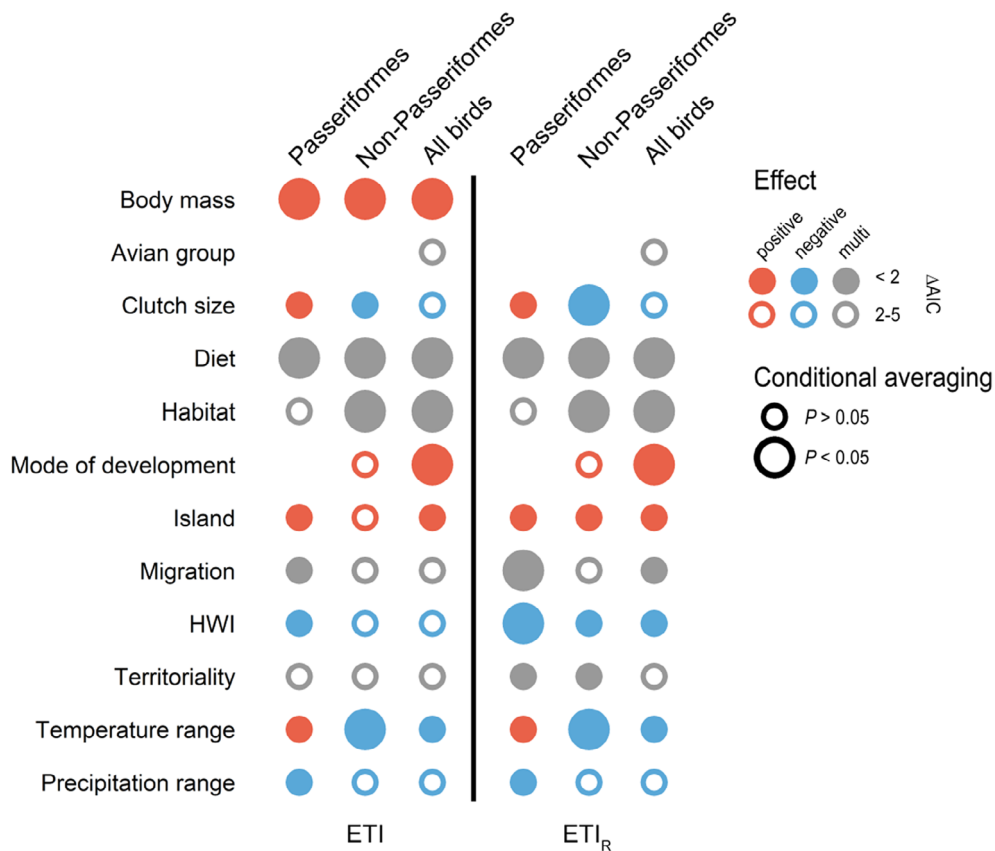 Passeriformes
Non-Passeriformes
All birds
Passeriformes
Non-Passeriformes
All birds
Body mass
Avian group
Clutch size
Diet
Habitat
Mode of development
Island
Migration
HWI
Territoriality
Temperature range
Precipitation range
ETI
ETIR
Effect
positive
negative
multi
< 2
2-5
ΔAIC
Conditional averaging
P > 0.05
P < 0.05